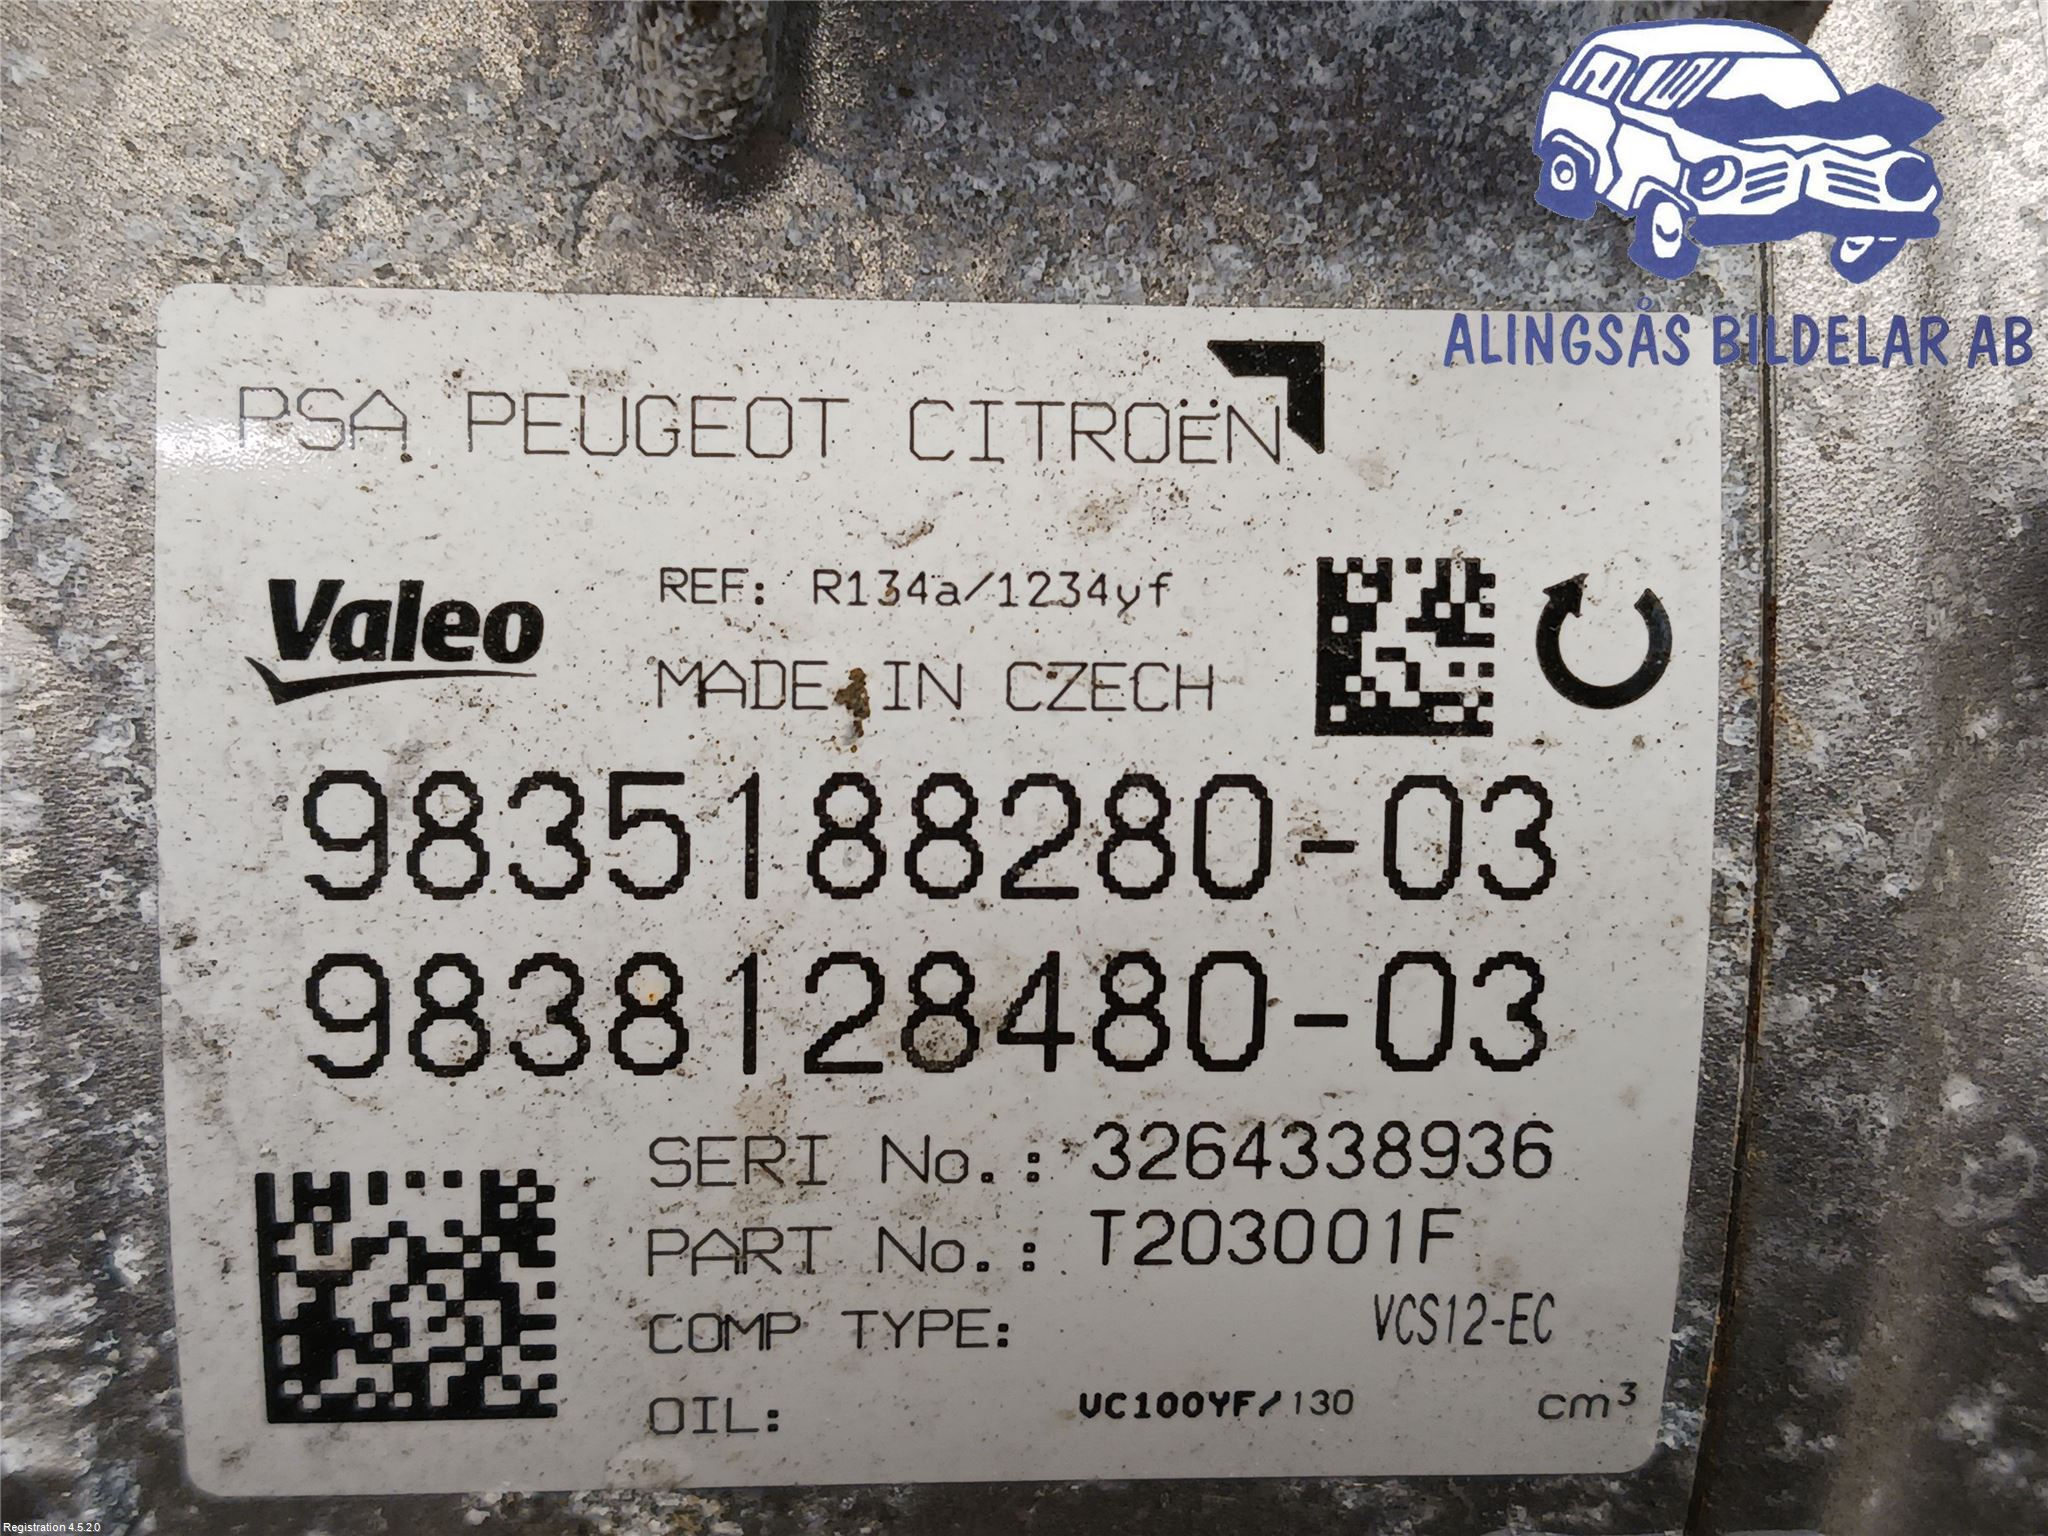 ALINGSÅS BILDELAR AB
PSA PEUGEOT CITROËN
Valeo
REF: R134a/1234yf
MADE IN CZECH
9835188280-03
9838128480-03
SERI No.: 3264338936
PART No.: T203001F
COMP TYPE: VCS12-EC
OIL: VC100YF/130 cm³
Registration 4.5.2.0